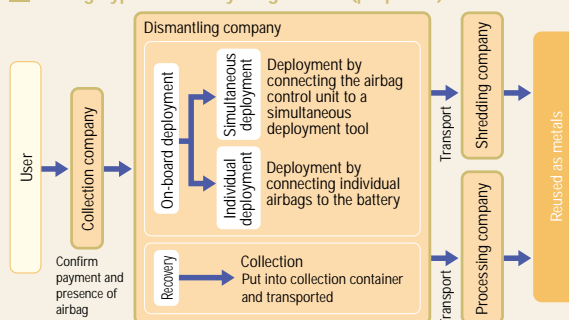 Dismantling company
User
Collection company
Confirm
payment and
presence of
airbag
On-board deployment
Simultaneous
deployment
Deployment by
connecting the airbag
control unit to a
simultaneous
deployment tool
Individual
deployment
Deployment by
connecting individual
airbags to the battery
Recovery
Collection
Put into collection container
and transported
Transport
Shredding company
Transport
Processing company
Reused as metals